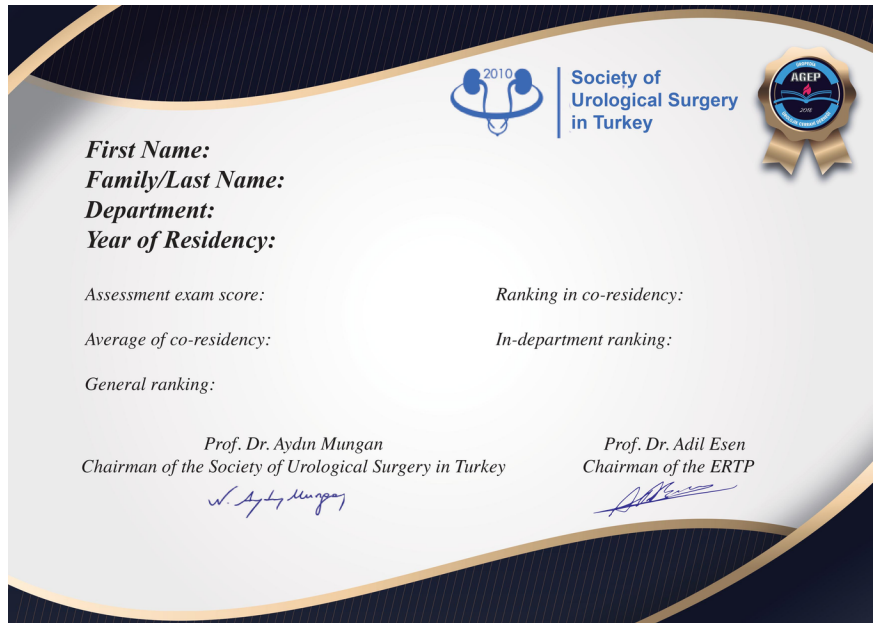 2010
Society of
Urological Surgery
in Turkey
AGEP
2018
First Name:
Family/Last Name:
Department:
Year of Residency:
Assessment exam score:
Ranking in co-residency:
Average of co-residency:
In-department ranking:
General ranking:
Prof. Dr. Aydın Mungan
Chairman of the Society of Urological Surgery in Turkey
Prof. Dr. Adil Esen
Chairman of the ERTP